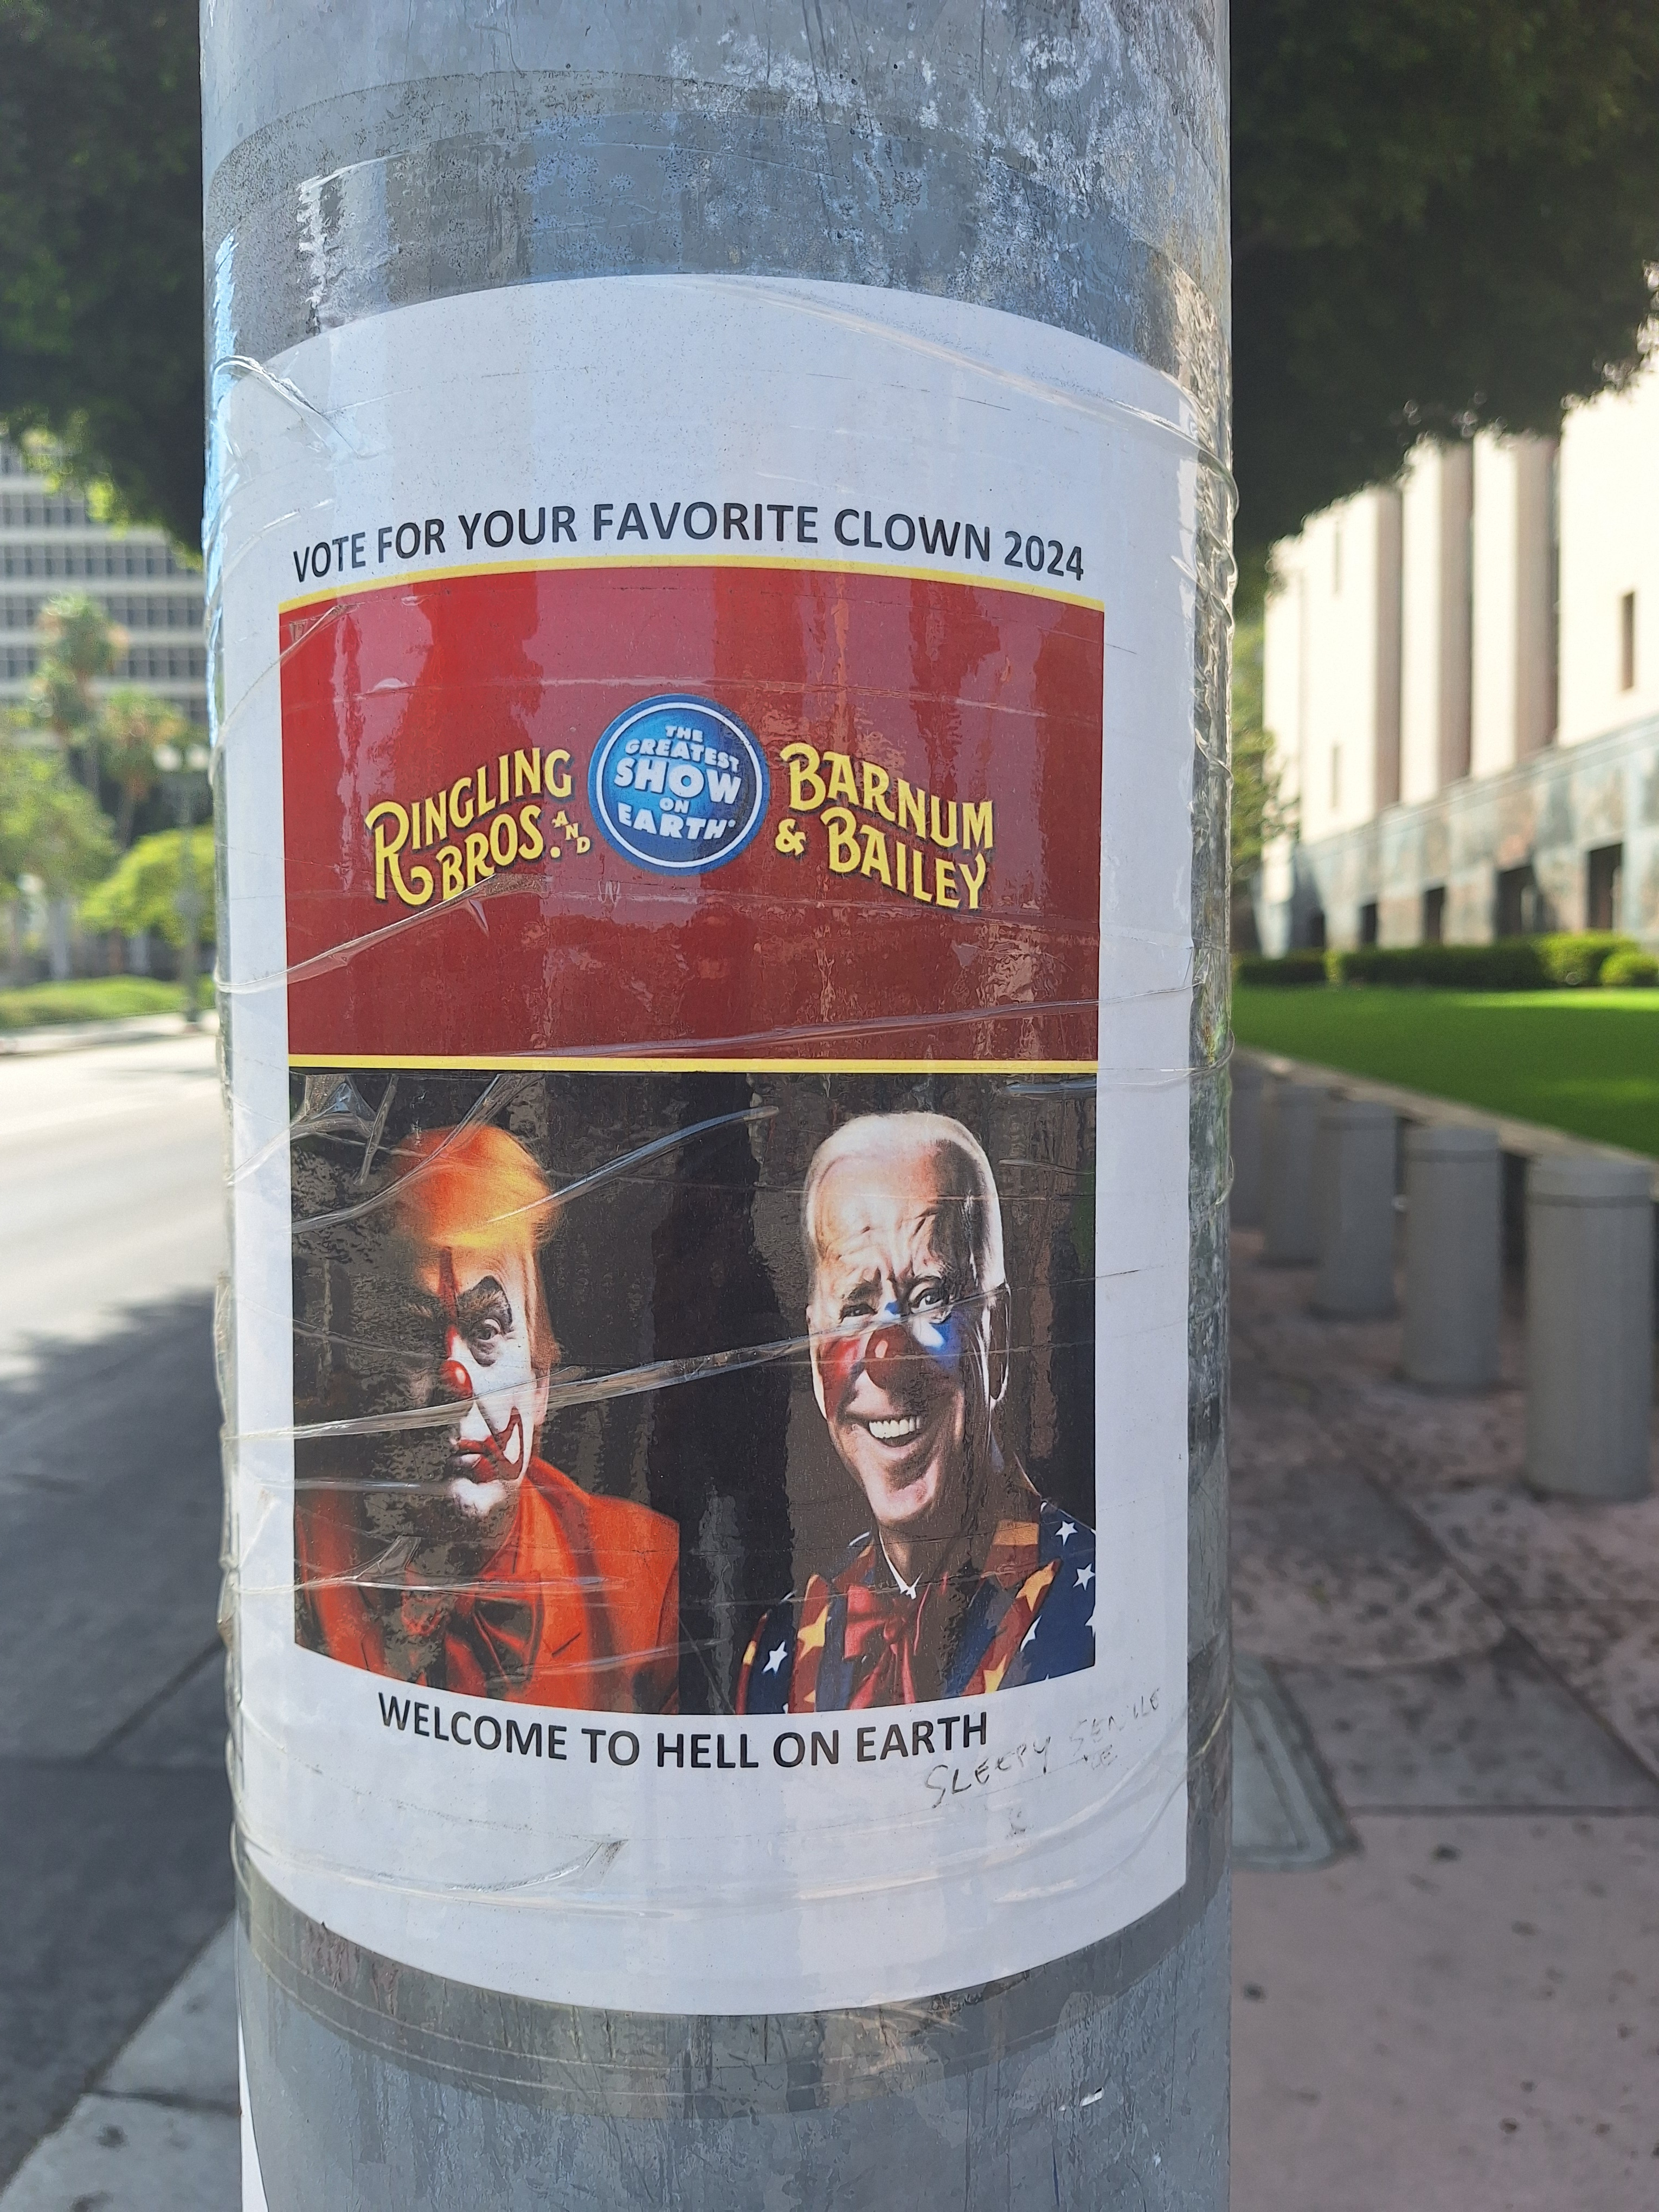 VOTE FOR YOUR FAVORITE CLOWN 2024
RINGLING
BROS. AND
THE
GREATEST
SHOW
ON
EARTH®
BARNUM
& BAILEY
WELCOME TO HELL ON EARTH
SLEEPY SENILE